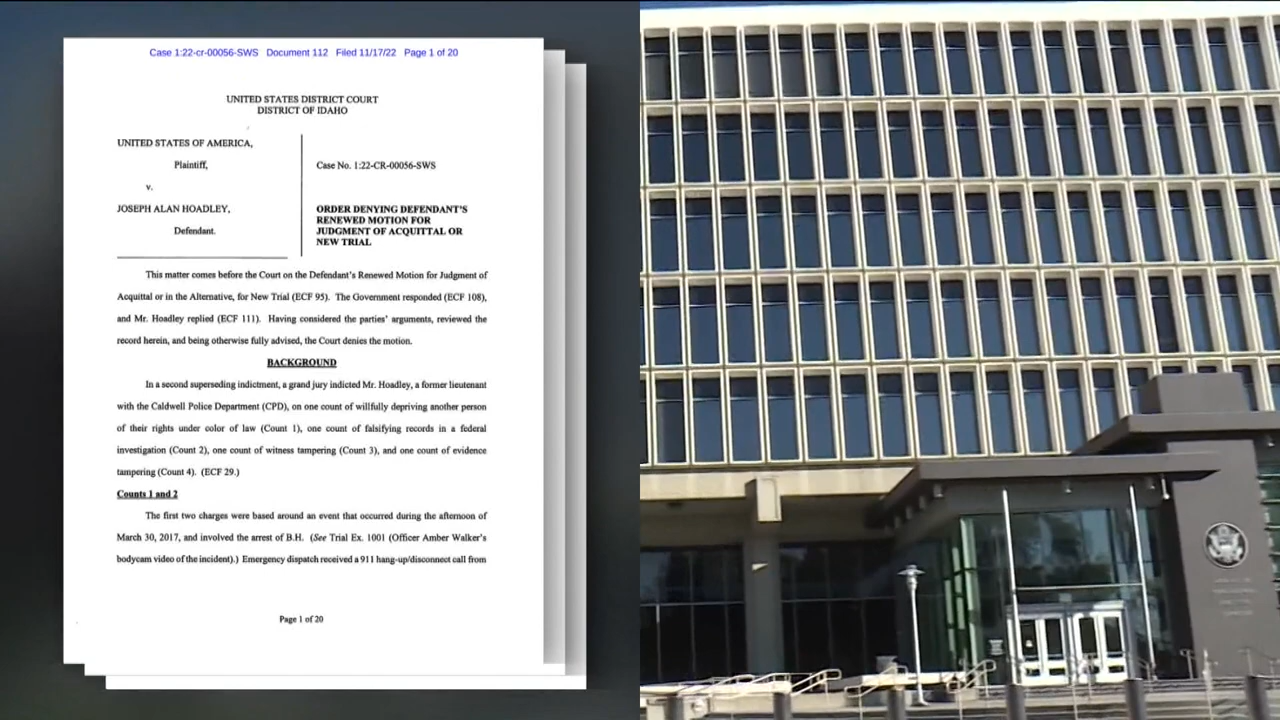 Case 1:22-cr-00056-SWS Document 112 Filed 11/17/22 Page 1 of 20
UNITED STATES DISTRICT COURT
DISTRICT OF IDAHO
UNITED STATES OF AMERICA,
Plaintiff,
v.
JOSEPH ALAN HOADLEY,
Defendant.
Case No. 1:22-CR-00056-SWS
ORDER DENYING DEFENDANT'S
RENEWED MOTION FOR
JUDGMENT OF ACQUITTAL OR
NEW TRIAL
This matter comes before the Court on the Defendant's Renewed Motion for Judgment of
Acquittal or in the Alternative, for New Trial (ECF 95). The Government responded (ECF 108),
and Mr. Hoadley replied (ECF 111). Having considered the parties' arguments, reviewed the
record herein, and being otherwise fully advised, the Court denies the motion.
BACKGROUND
In a second superseding indictment, a grand jury indicted Mr. Hoadley, a former lieutenant
with the Caldwell Police Department (CPD), on one count of willfully depriving another person
of their rights under color of law (Count 1), one count of falsifying records in a federal
investigation (Count 2), one count of witness tampering (Count 3), and one count of evidence
tampering (Count 4). (ECF 29.)
Counts 1 and 2
The first two charges were based around an event that occurred during the afternoon of
March 30, 2017, and involved the arrest of B.H. (See Trial Ex. 1001 (Officer Amber Walker's
bodycam video of the incident).) Emergency dispatch received a 911 hang-up/disconnect call from
Page 1 of 20